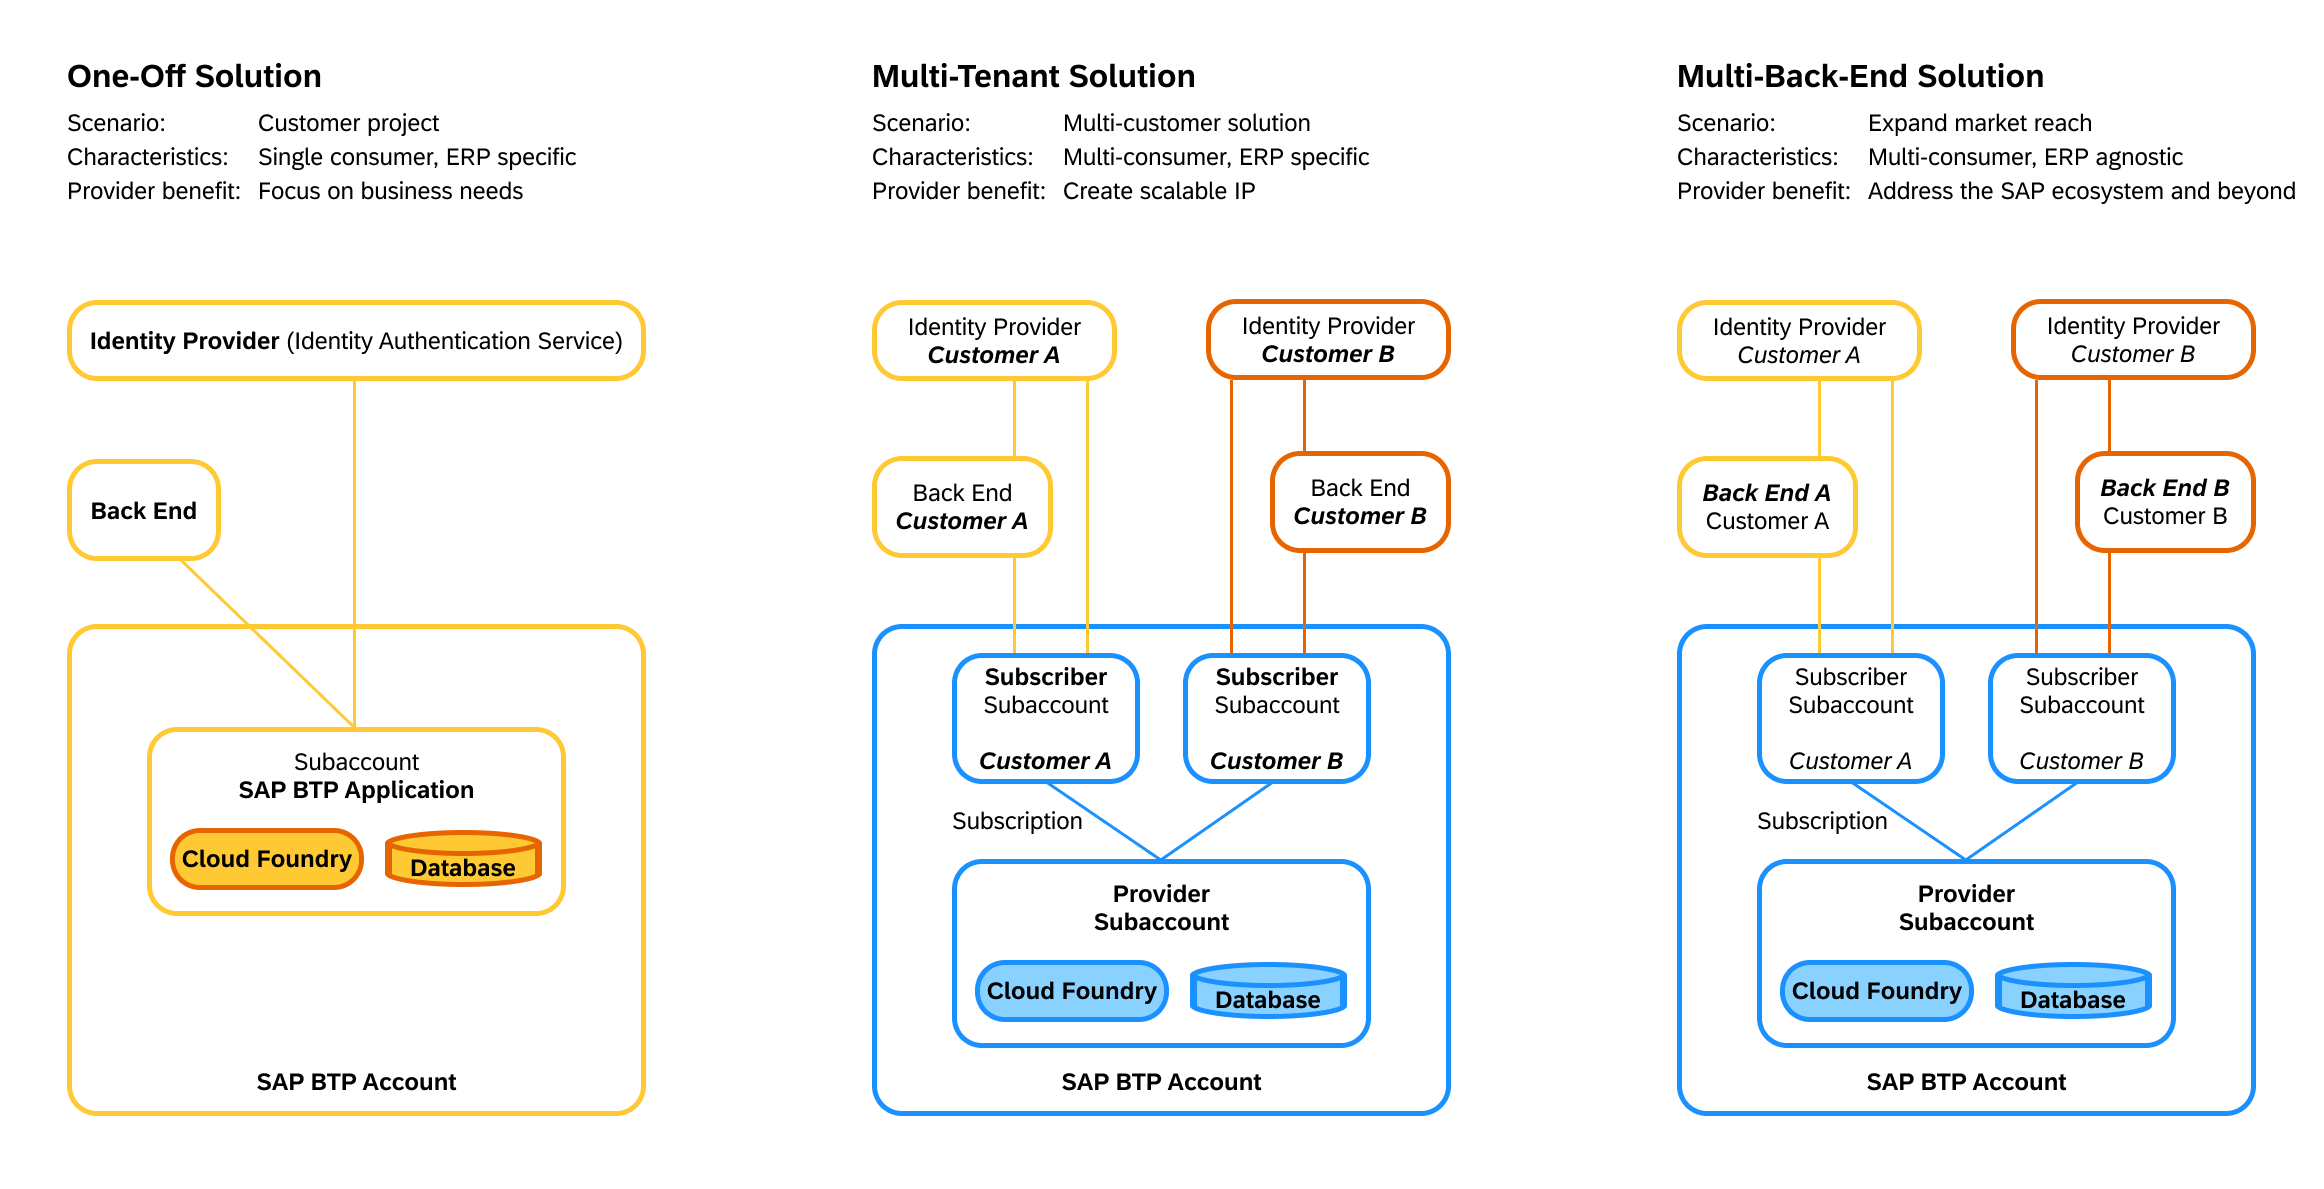 One-Off Solution
Scenario: Customer project
Characteristics: Single consumer, ERP specific
Provider benefit: Focus on business needs
Identity Provider (Identity Authentication Service)
Back End
Subaccount
SAP BTP Application
Cloud Foundry
Database
SAP BTP Account
Multi-Tenant Solution
Scenario: Multi-customer solution
Characteristics: Multi-consumer, ERP specific
Provider benefit: Create scalable IP
Identity Provider
Customer A
Identity Provider
Customer B
Back End
Customer A
Back End
Customer B
Subscriber
Subaccount
Customer A
Subscriber
Subaccount
Customer B
Subscription
Provider
Subaccount
Cloud Foundry
Database
SAP BTP Account
Multi-Back-End Solution
Scenario: Expand market reach
Characteristics: Multi-consumer, ERP agnostic
Provider benefit: Address the SAP ecosystem and beyond
Identity Provider
Customer A
Identity Provider
Customer B
Back End A
Customer A
Back End B
Customer B
Subscriber
Subaccount
Customer A
Subscriber
Subaccount
Customer B
Subscription
Provider
Subaccount
Cloud Foundry
Database
SAP BTP Account